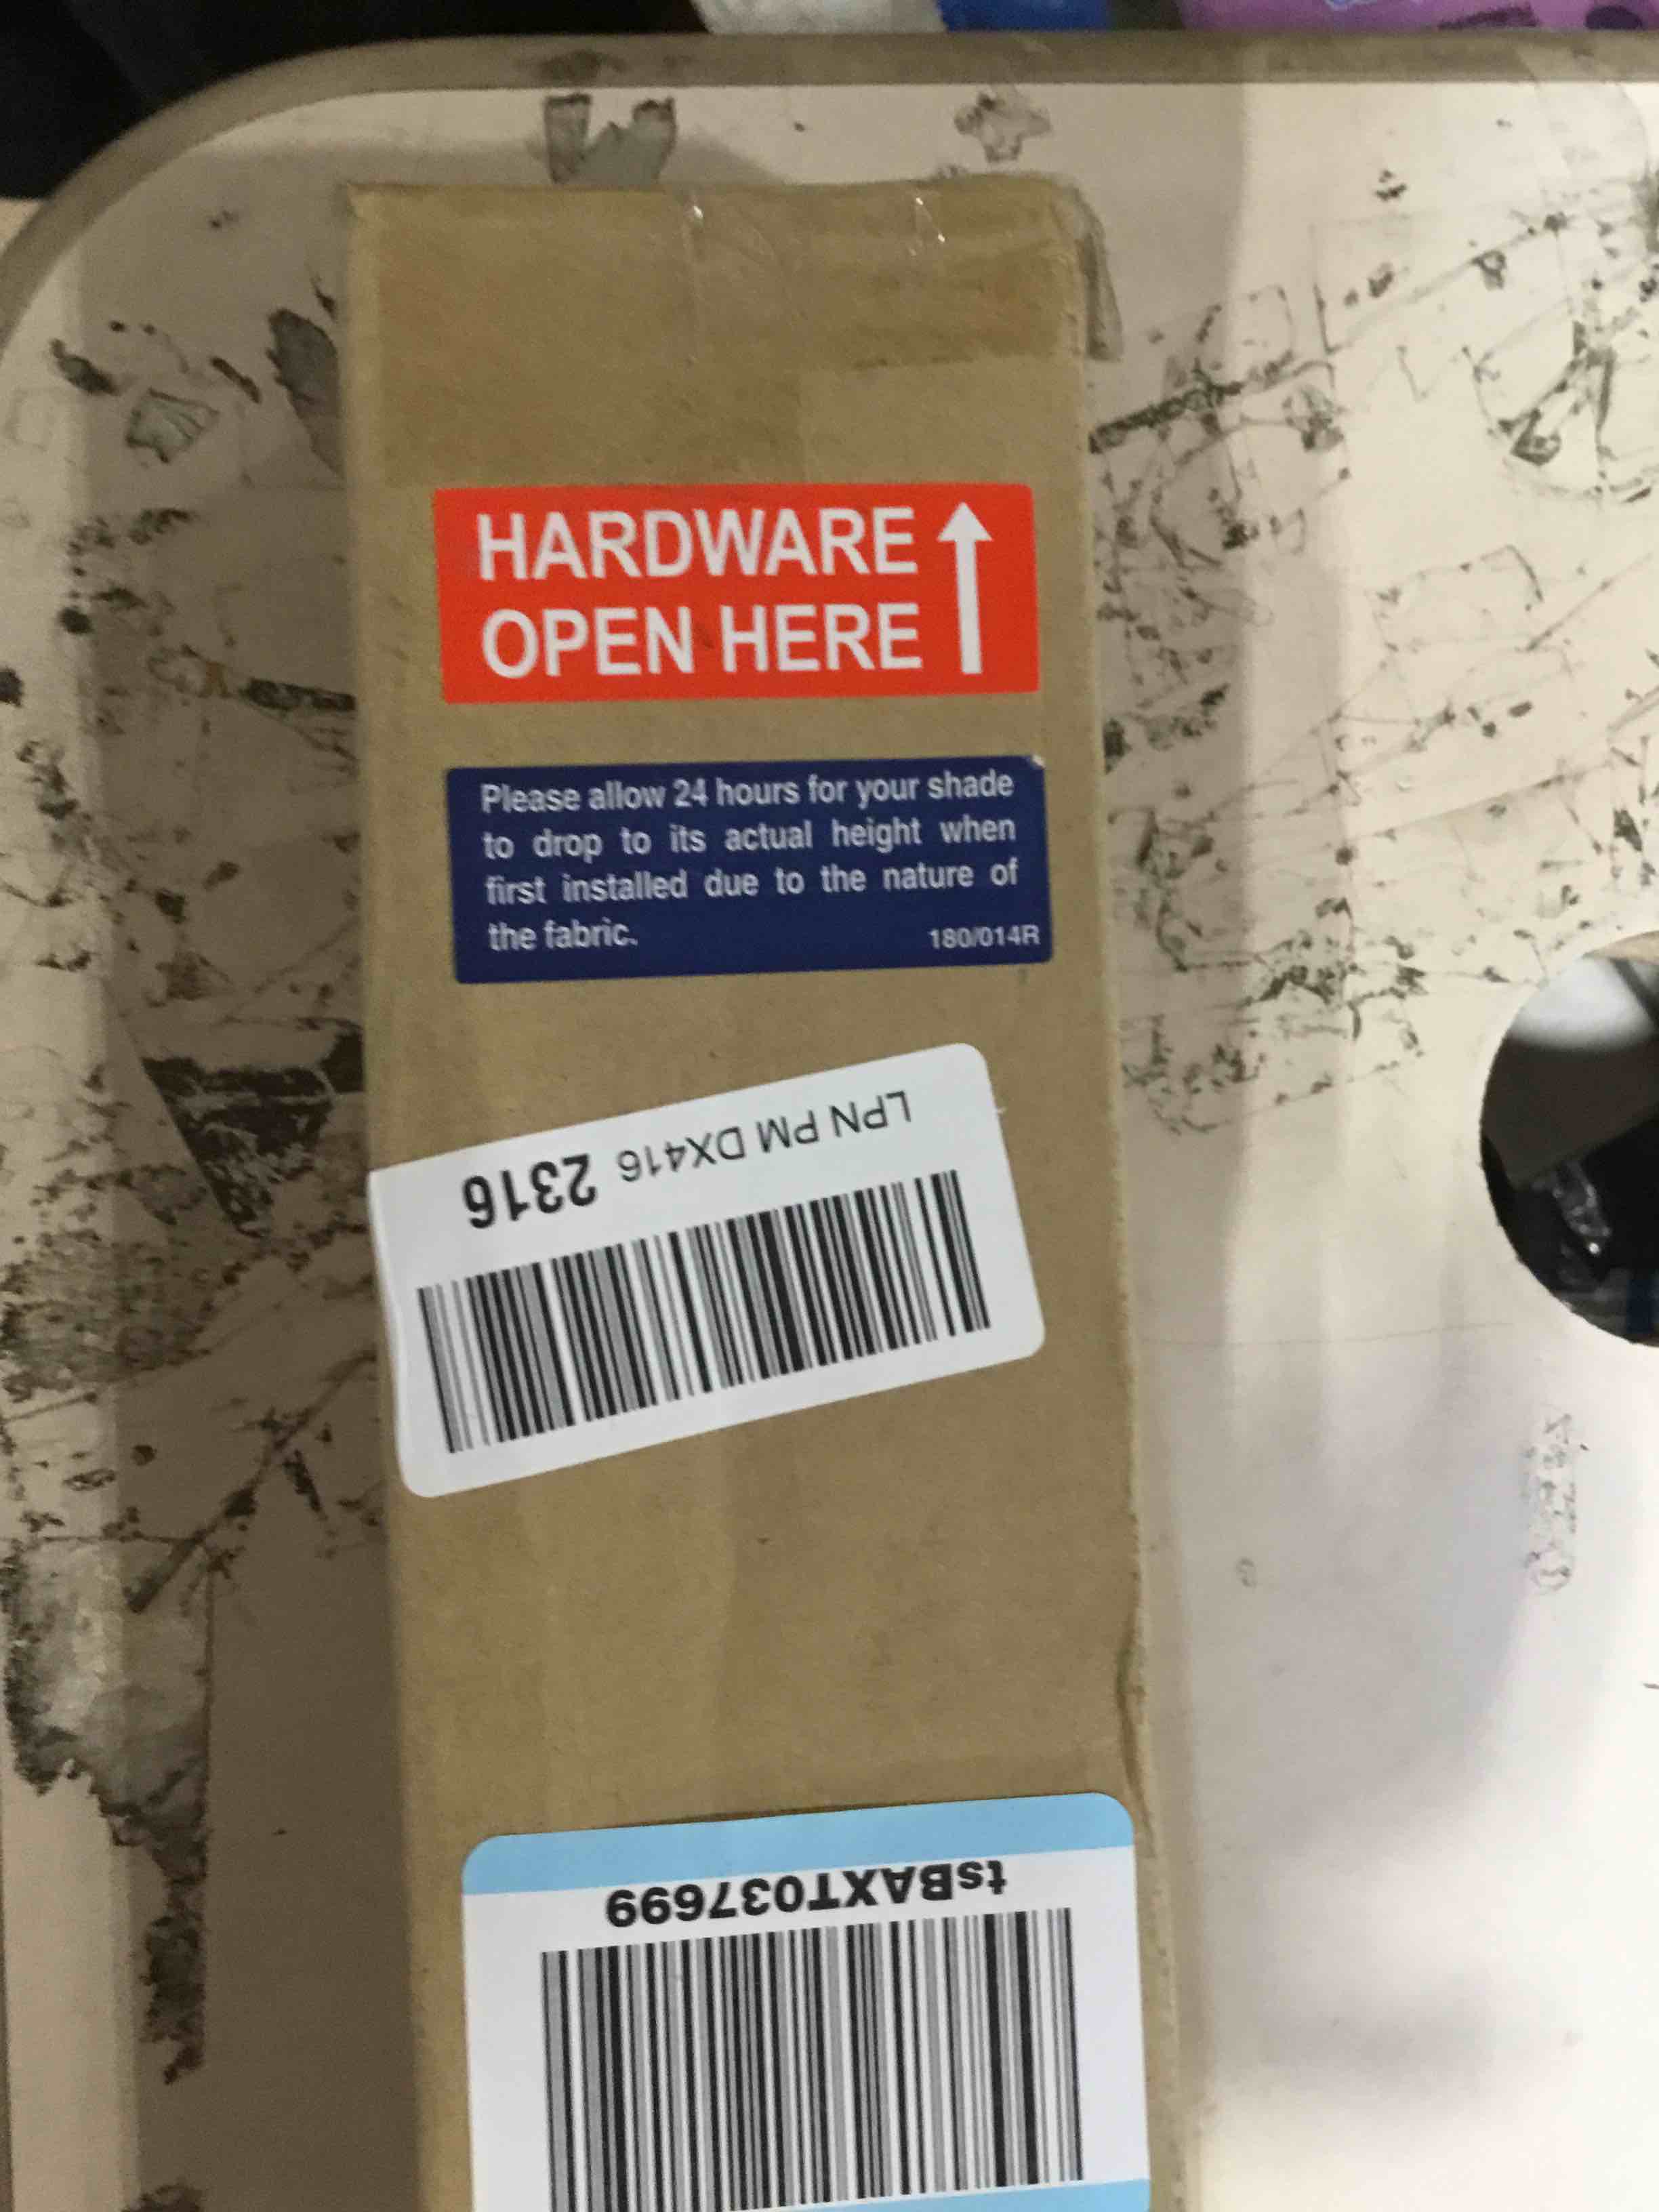 HARDWARE
OPEN HERE
Please allow 24 hours for your shade
to drop to its actual height when
first installed due to the nature of
the fabric. 180/014R
LPN PM DX416 2316
tsBAXT037699